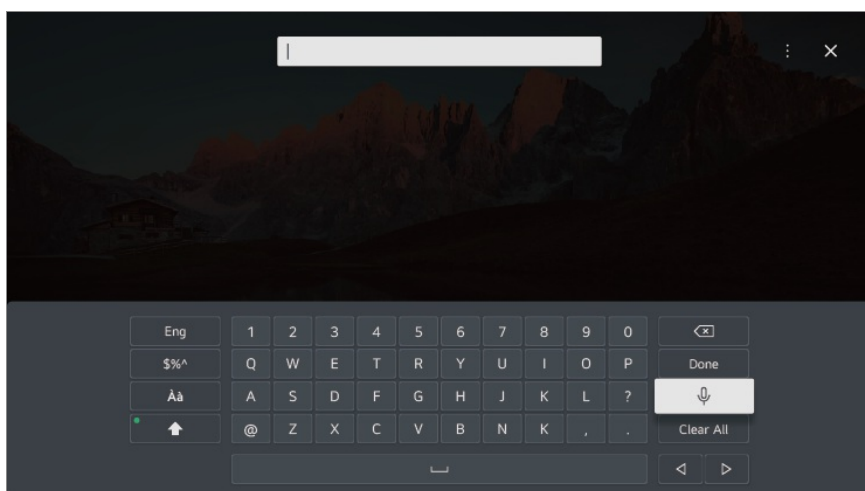 Eng 1 2 3 4 5 6 7 8 9 0
$%^ Q W E T R Y U I O P Done
Àà A S D F G H J K L ?
@ Z X C V B N K , . Clear All